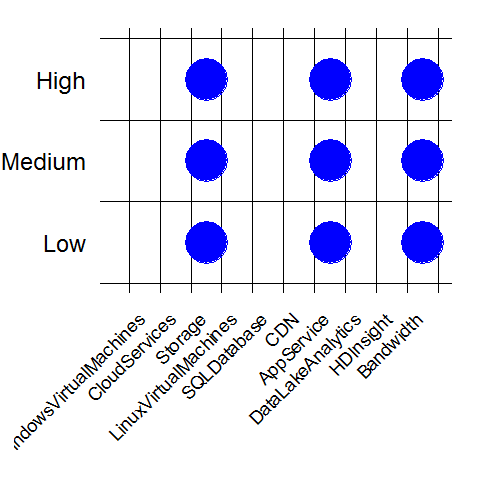 High
Medium
Low
ndowsVirtualMachines
CloudServices
Storage
LinuxVirtualMachines
SQLDatabase
CDN
AppService
DataLakeAnalytics
HDInsight
Bandwidth